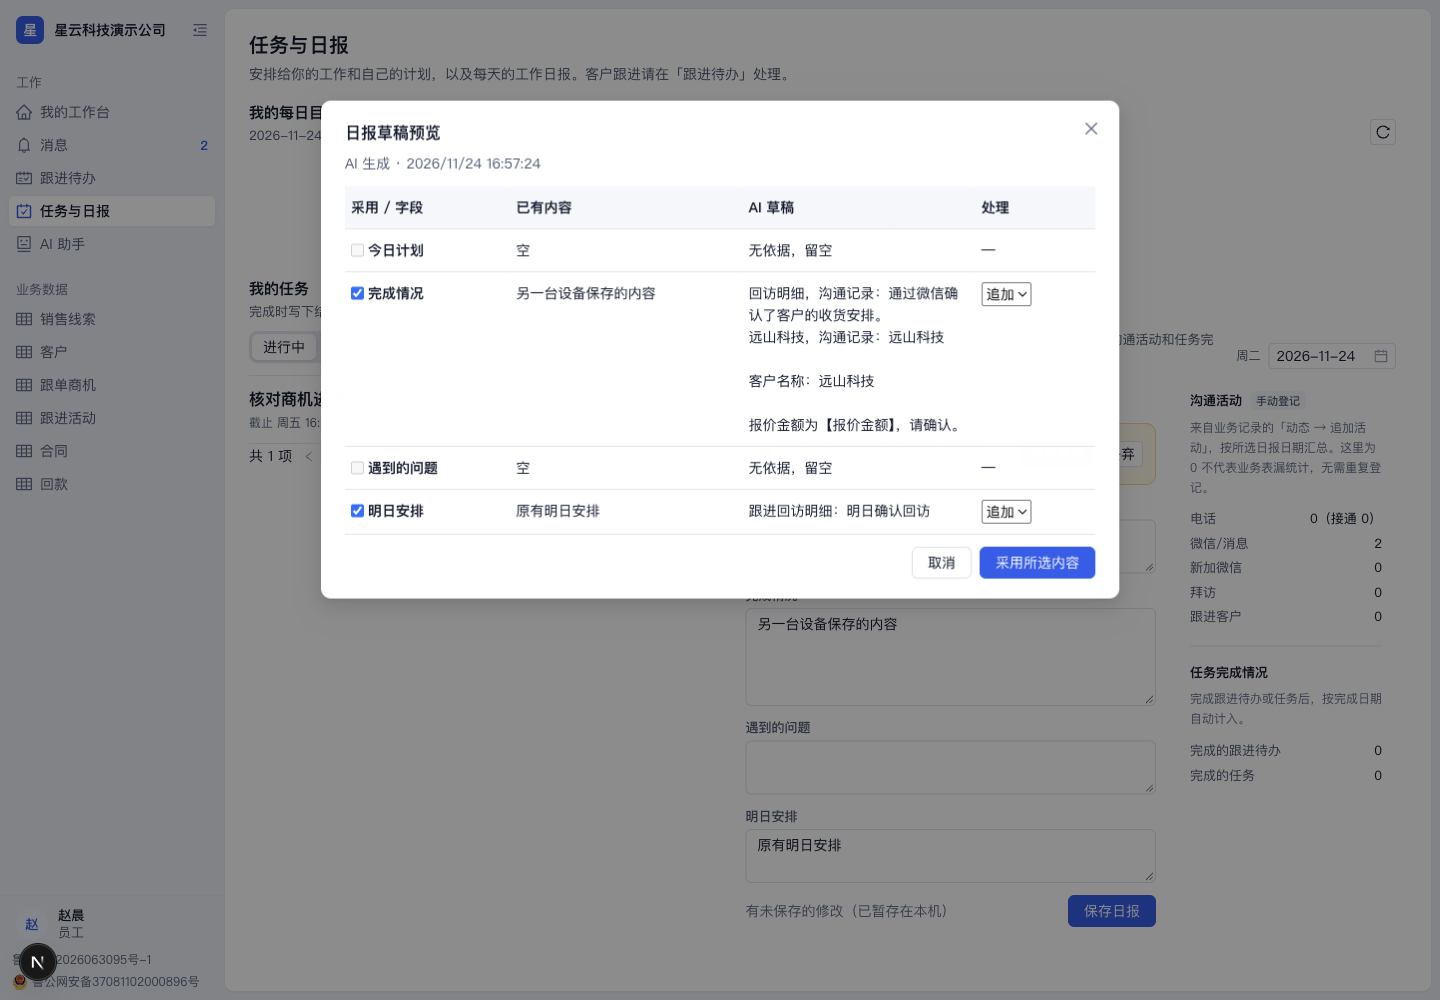 星 星云科技演示公司
工作
我的工作台
消息 2
跟进待办
任务与日报
AI 助手
业务数据
销售线索
客户
跟单商机
跟进活动
合同
回款
赵 赵晨
员工
2026063095号-1
公网安备37081102000896号
N
任务与日报
安排给你的工作和自己的计划，以及每天的工作日报。客户跟进请在「跟进待办」处理。
我的每日目
2026-11-24
我的任务
完成时写下结
进行中
核对商机进
截止 周五 16:
共 1 项 <
日报草稿预览
AI 生成 · 2026/11/24 16:57:24
采用 / 字段 已有内容 AI 草稿 处理
今日计划 空 无依据，留空 —
完成情况 另一台设备保存的内容 回访明细，沟通记录：通过微信确 追加
认了客户的收货安排。
远山科技，沟通记录：远山科技
客户名称：远山科技
报价金额为【报价金额】，请确认。
遇到的问题 空 无依据，留空 —
明日安排 原有明日安排 跟进回访明细：明日确认回访 追加
取消 采用所选内容
沟通活动和任务完
周二 2026-11-24
弃
另一台设备保存的内容
遇到的问题
明日安排
原有明日安排
有未保存的修改（已暂存在本机） 保存日报
沟通活动 手动登记
来自业务记录的「动态 → 追加活
动」，按所选日报日期汇总。这里为
0 不代表业务表漏统计，无需重复登
记。
电话 0（接通 0）
微信/消息 2
新加微信 0
拜访 0
跟进客户 0
任务完成情况
完成跟进待办或任务后，按完成日期
自动计入。
完成的跟进待办 0
完成的任务 0